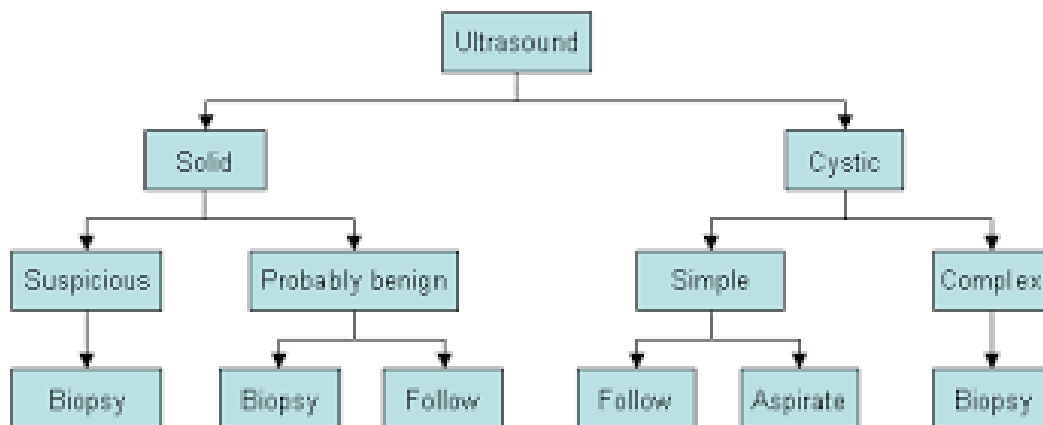 Ultrasound
Solid
Cystic
Suspicious
Probably benign
Simple
Complex
Biopsy
Biopsy
Follow
Follow
Aspirate
Biopsy